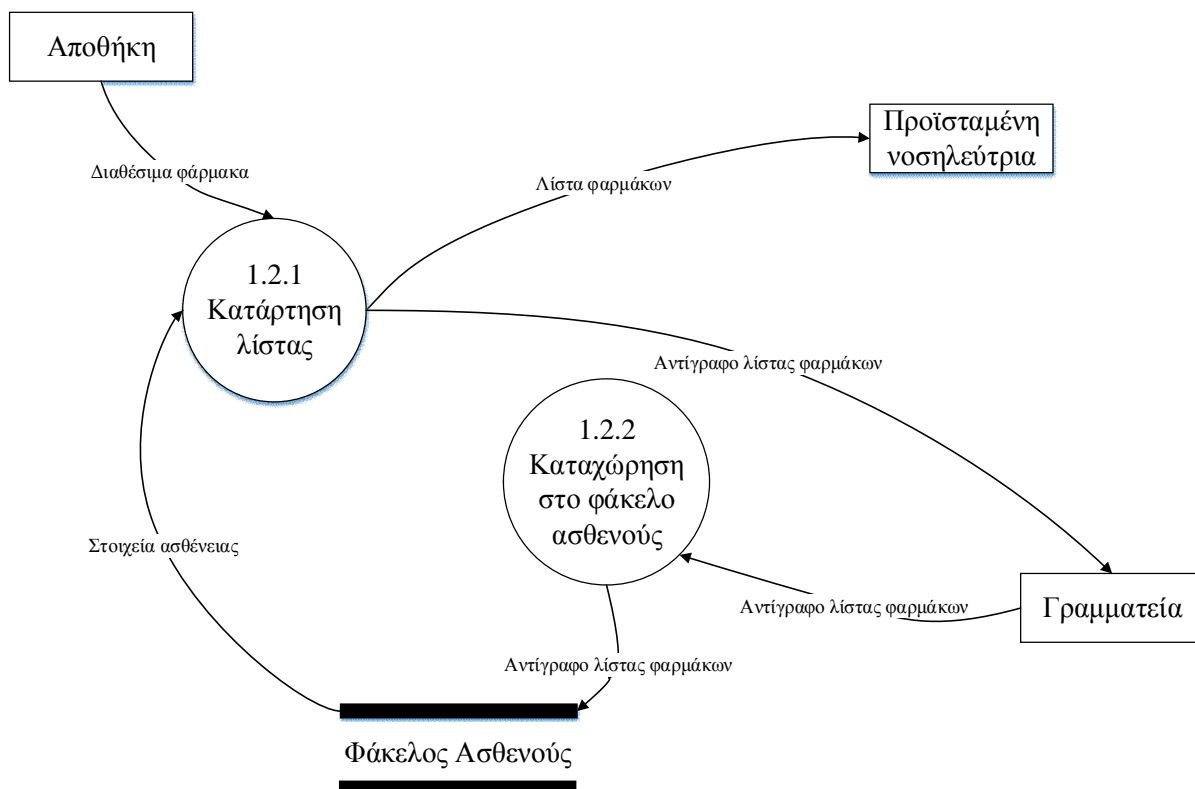 Αποθήκη
Προϊσταμένη
νοσηλεύτρια
Διαθέσιμα φάρμακα
Λίστα φαρμάκων
1.2.1
Κατάρτηση
λίστας
Αντίγραφο λίστας φαρμάκων
1.2.2
Καταχώρηση
στο φάκελο
ασθενούς
Στοιχεία ασθένειας
Αντίγραφο λίστας φαρμάκων
Γραμματεία
Αντίγραφο λίστας φαρμάκων
Φάκελος Ασθενούς